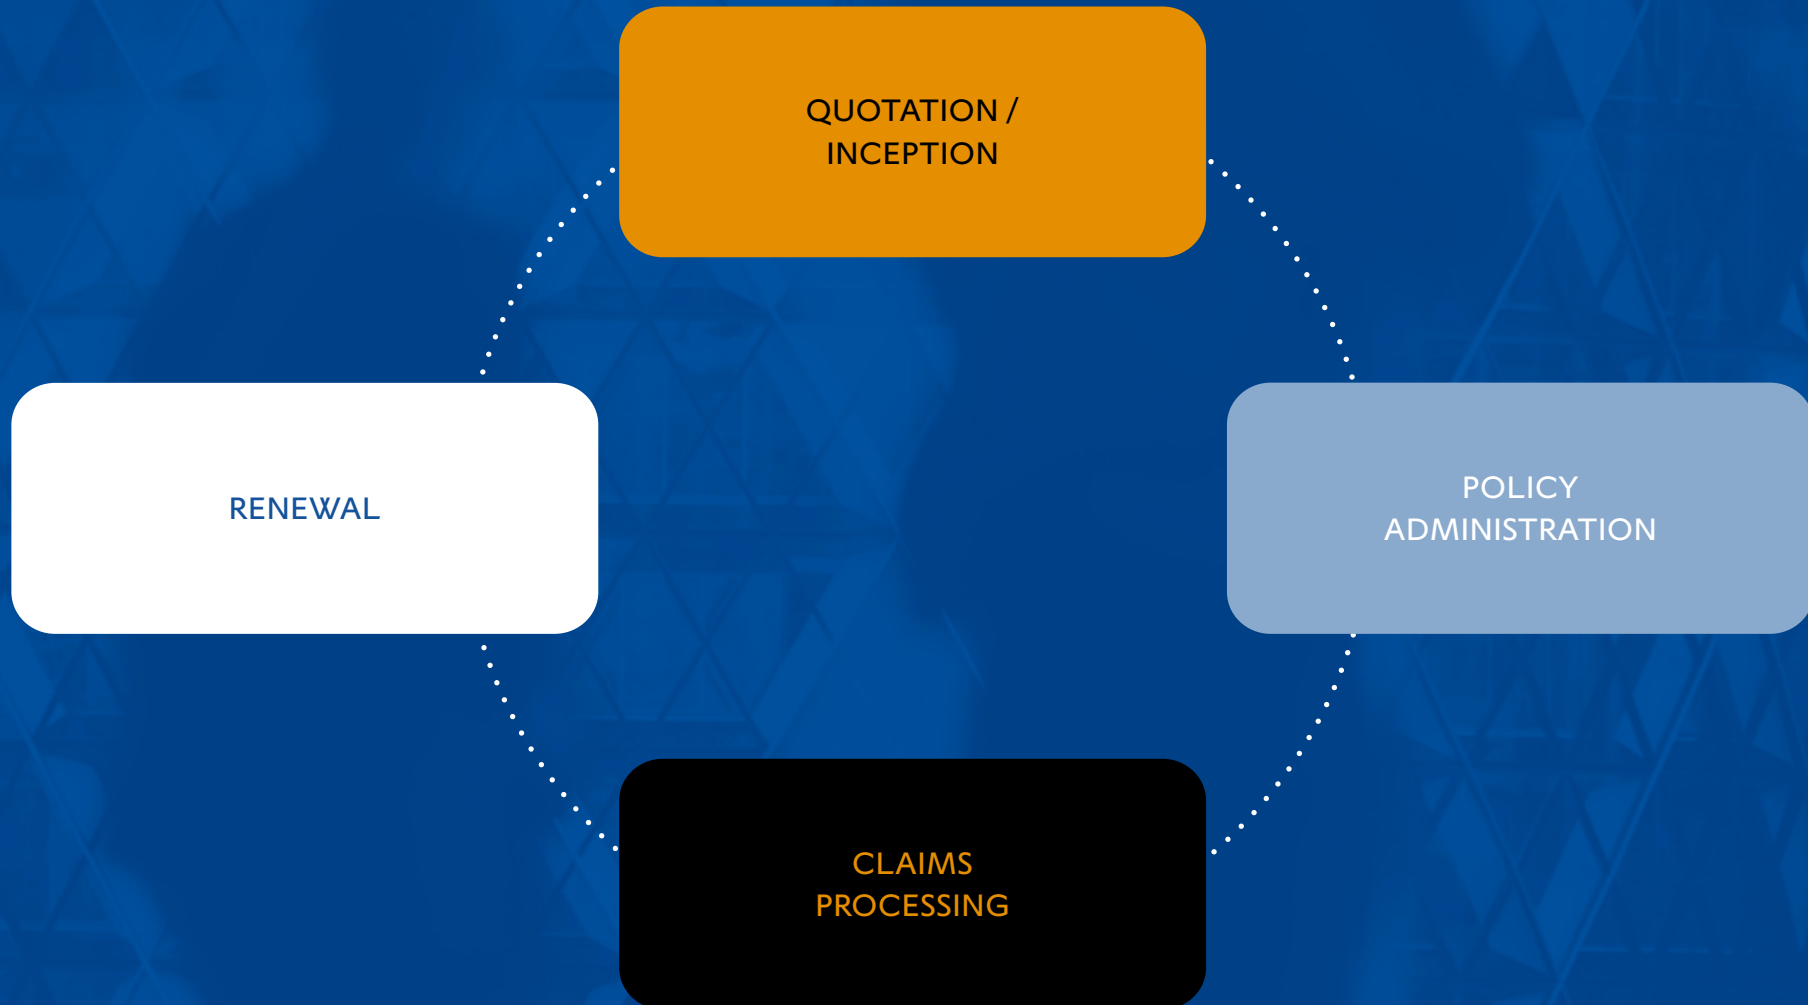 QUOTATION /
INCEPTION
RENEWAL
POLICY
ADMINISTRATION
CLAIMS
PROCESSING